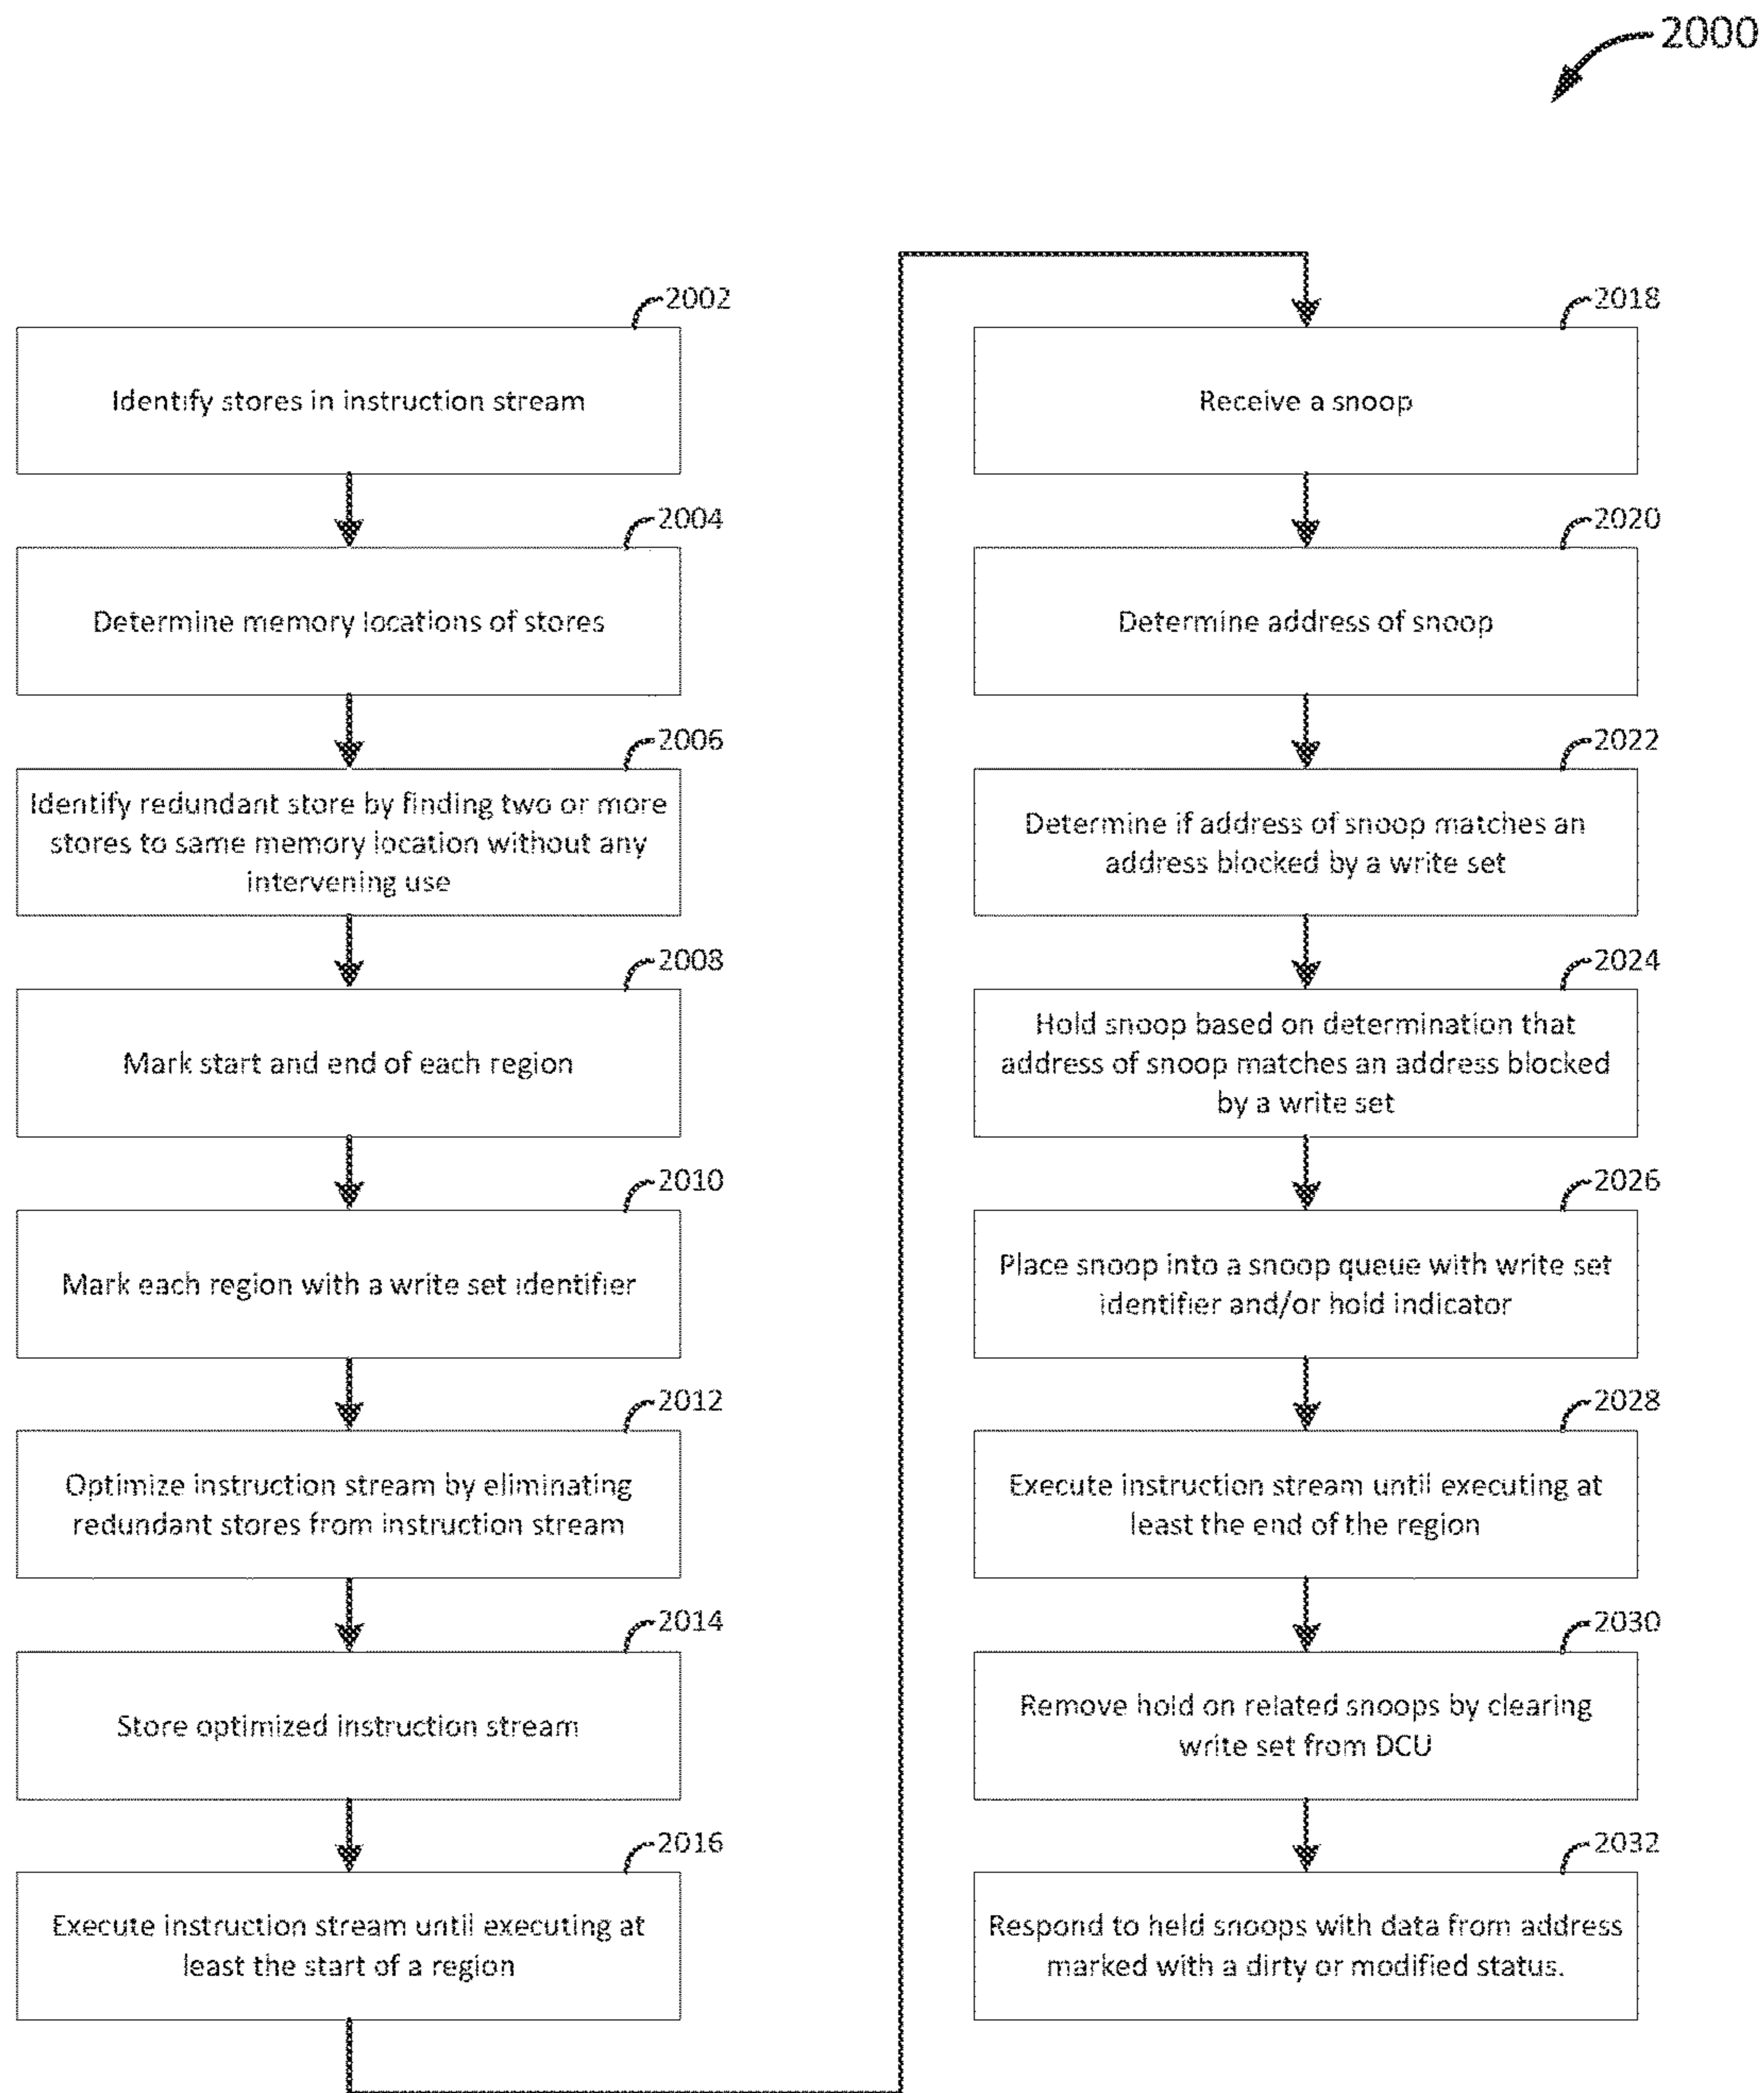 2000
2002
Identify stores in instruction stream
2004
Determine memory locations of stores
2006
Identify redundant store by finding two or more
stores to same memory location without any
intervening use
2008
Mark start and end of each region
2010
Mark each region with a write set identifier
2012
Optimize instruction stream by eliminating
redundant stores from instruction stream
2014
Store optimized instruction stream
2016
Execute instruction stream until executing at
least the start of a region
2018
Receive a snoop
2020
Determine address of snoop
2022
Determine if address of snoop matches an
address blocked by a write set
2024
Hold snoop based on determination that
address of snoop matches an address blocked
by a write set
2026
Place snoop into a snoop queue with write set
identifier and/or hold indicator
2028
Execute instruction stream until executing at
least the end of the region
2030
Remove hold on related snoops by clearing
write set from DCU
2032
Respond to held snoops with data from address
marked with a dirty or modified status.